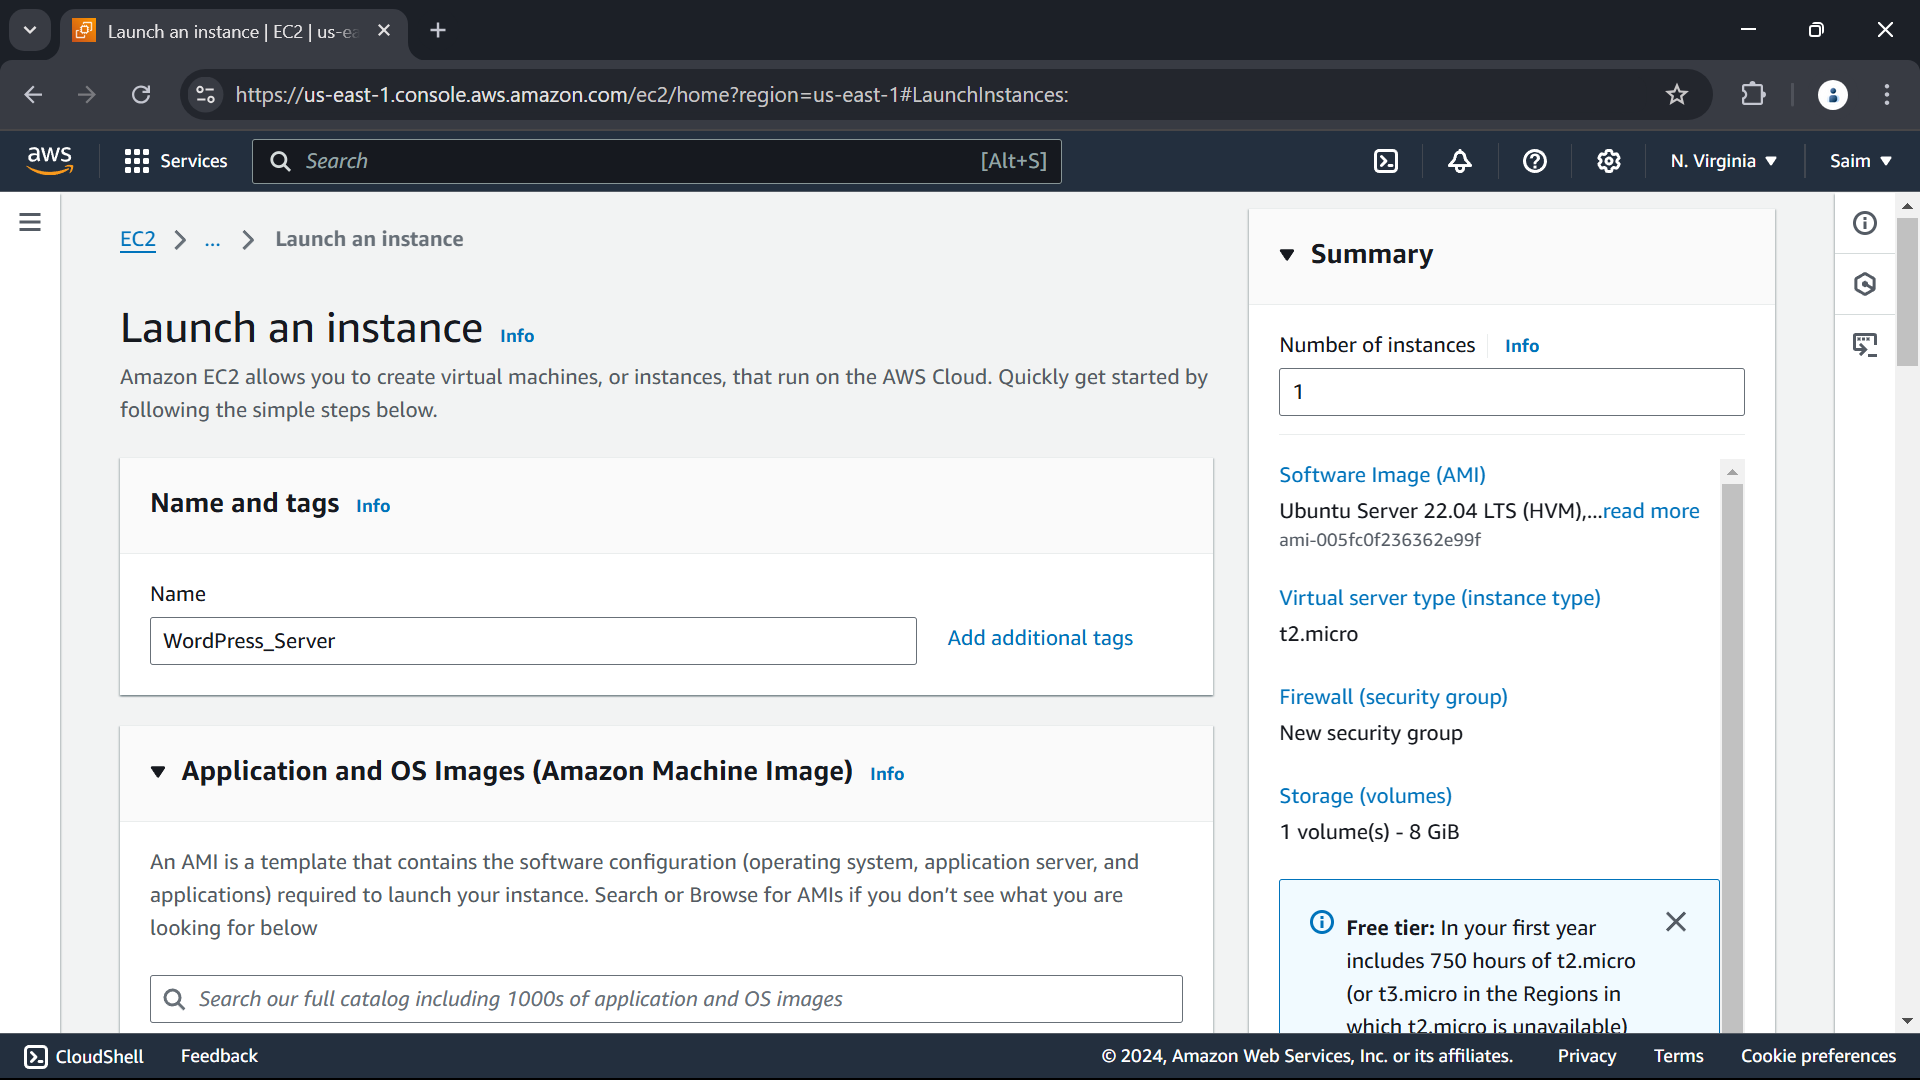 Launch an instance | EC2 | us-ea
https://us-east-1.console.aws.amazon.com/ec2/home?region=us-east-1#LaunchInstances:
aws
Services
Search
[Alt+S]
N. Virginia
Saim
EC2
...
Launch an instance
Launch an instance Info
Amazon EC2 allows you to create virtual machines, or instances, that run on the AWS Cloud. Quickly get started by
following the simple steps below.
Name and tags Info
Name
WordPress_Server
Add additional tags
Application and OS Images (Amazon Machine Image) Info
An AMI is a template that contains the software configuration (operating system, application server, and
applications) required to launch your instance. Search or Browse for AMIs if you don’t see what you are
looking for below
Search our full catalog including 1000s of application and OS images
Summary
Number of instances Info
1
Software Image (AMI)
Ubuntu Server 22.04 LTS (HVM),...read more
ami-005fc0f236362e99f
Virtual server type (instance type)
t2.micro
Firewall (security group)
New security group
Storage (volumes)
1 volume(s) - 8 GiB
Free tier: In your first year
includes 750 hours of t2.micro
(or t3.micro in the Regions in
which t2.micro is unavailable)
CloudShell
Feedback
© 2024, Amazon Web Services, Inc. or its affiliates.
Privacy
Terms
Cookie preferences